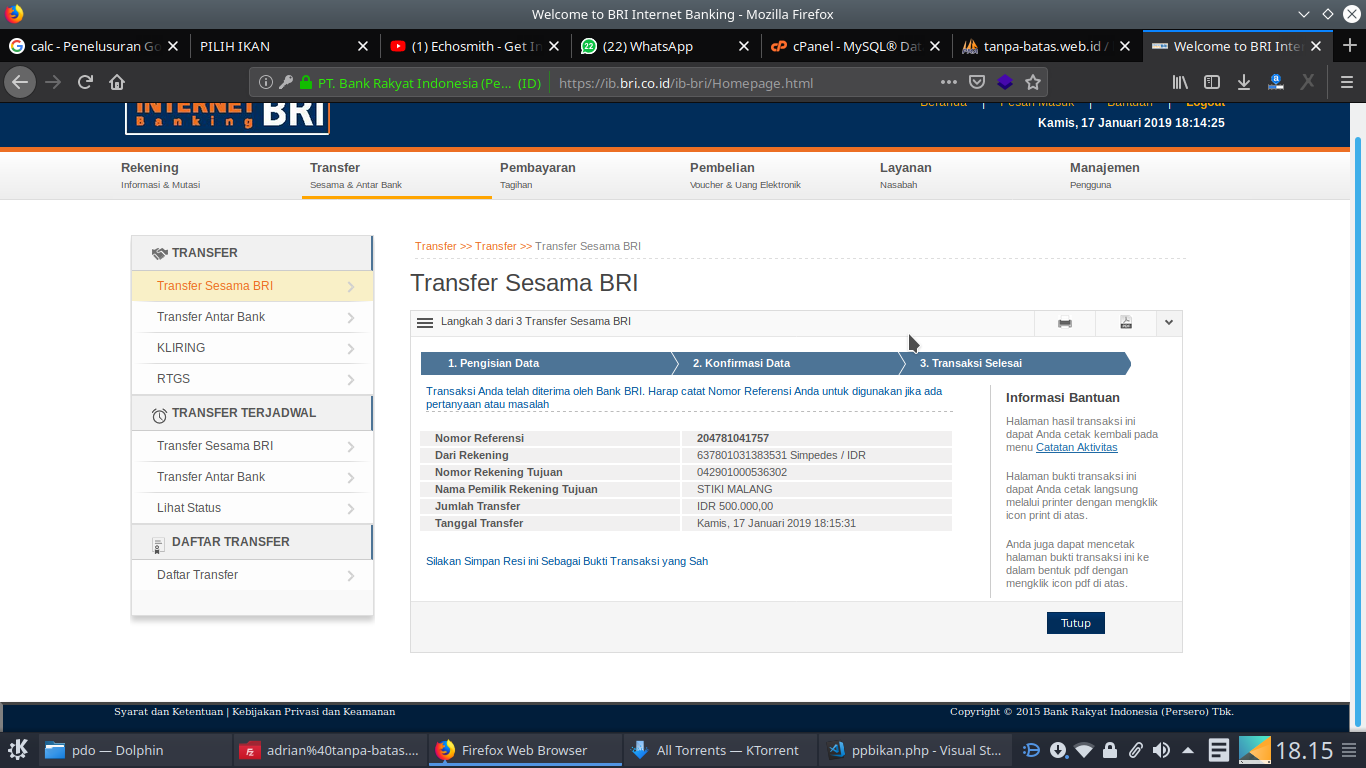 Welcome to BRI Internet Banking - Mozilla Firefox
calc - Penelusuran Go
PILIH IKAN
(1) Echosmith - Get In
(22) WhatsApp
cPanel - MySQL® Dat
tanpa-batas.web.id /
Welcome to BRI Inter
PT. Bank Rakyat Indonesia (Pe... (ID)
https://ib.bri.co.id/ib-bri/Homepage.html
INTERNET BRI
Banking
Beranda | Pesan Masuk | Bantuan | Logout
Kamis, 17 Januari 2019 18:14:25
Rekening
Informasi & Mutasi
Transfer
Sesama & Antar Bank
Pembayaran
Tagihan
Pembelian
Voucher & Uang Elektronik
Layanan
Nasabah
Manajemen
Pengguna
TRANSFER
Transfer Sesama BRI
Transfer Antar Bank
KLIRING
RTGS
TRANSFER TERJADWAL
Transfer Sesama BRI
Transfer Antar Bank
Lihat Status
DAFTAR TRANSFER
Daftar Transfer
Transfer >> Transfer >> Transfer Sesama BRI
Transfer Sesama BRI
Langkah 3 dari 3 Transfer Sesama BRI
1. Pengisian Data
2. Konfirmasi Data
3. Transaksi Selesai
Transaksi Anda telah diterima oleh Bank BRI. Harap catat Nomor Referensi Anda untuk digunakan jika ada
pertanyaan atau masalah
Nomor Referensi 204781041757
Dari Rekening 637801031383531 Simpedes / IDR
Nomor Rekening Tujuan 042901000536302
Nama Pemilik Rekening Tujuan STIKI MALANG
Jumlah Transfer IDR 500.000,00
Tanggal Transfer Kamis, 17 Januari 2019 18:15:31
Silakan Simpan Resi ini Sebagai Bukti Transaksi yang Sah
Informasi Bantuan
Halaman hasil transaksi ini
dapat Anda cetak kembali pada
menu Catatan Aktivitas
Halaman bukti transaksi ini
dapat Anda cetak langsung
melalui printer dengan mengklik
icon print di atas.
Anda juga dapat mencetak
halaman bukti transaksi ini ke
dalam bentuk pdf dengan
mengklik icon pdf di atas.
Tutup
Syarat dan Ketentuan | Kebijakan Privasi dan Keamanan
Copyright © 2015 Bank Rakyat Indonesia (Persero) Tbk.
pdo — Dolphin
adrian%40tanpa-batas....
Firefox Web Browser
All Torrents — KTorrent
ppbikan.php - Visual St...
18.15